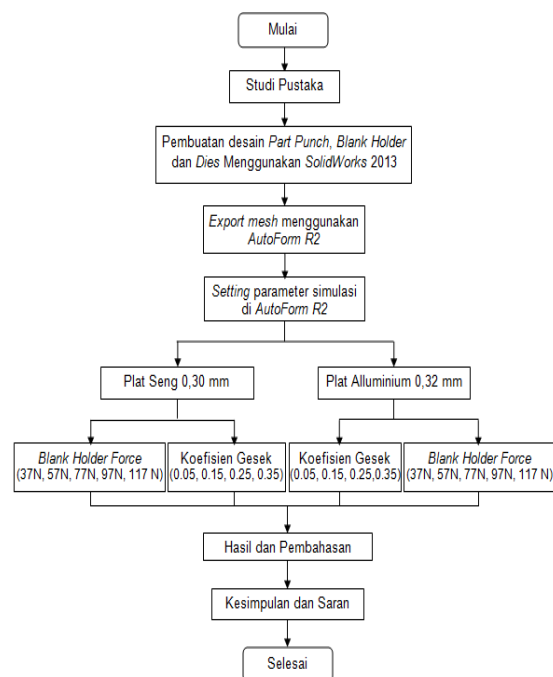 Mulai
Studi Pustaka
Pembuatan desain Part Punch, Blank Holder
dan Dies Menggunakan SolidWorks 2013
Export mesh menggunakan
AutoForm R2
Setting parameter simulasi
di AutoForm R2
Plat Seng 0,30 mm
Plat Alluminium 0,32 mm
Blank Holder Force
(37N, 57N, 77N, 97N, 117 N)
Koefisien Gesek
(0.05, 0.15, 0.25, 0.35)
Koefisien Gesek
(0.05, 0.15, 0.25,0.35)
Blank Holder Force
(37N, 57N, 77N, 97N, 117 N)
Hasil dan Pembahasan
Kesimpulan dan Saran
Selesai